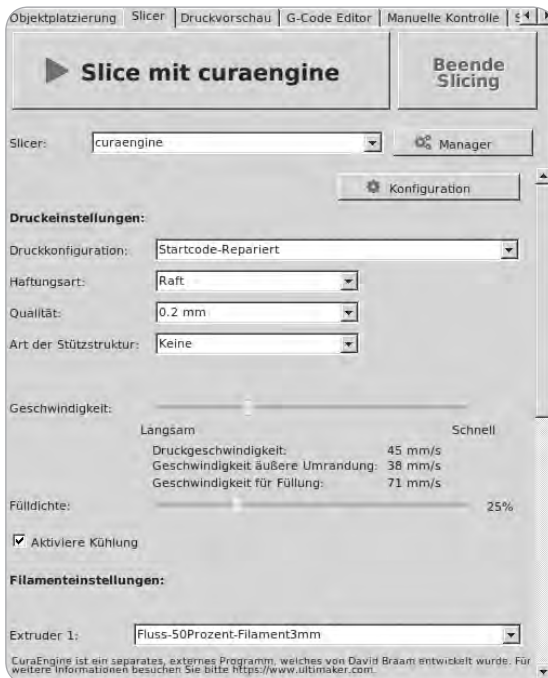 Objektplatzierung Slicer Druckvorschau G-Code Editor Manuelle Kontrolle
Slice mit curaengine
Beende
Slicing
Slicer: curaengine Manager
Konfiguration
Druckeinstellungen:
Druckkonfiguration: Startcode-Repariert
Haftungsart: Raft
Qualität: 0.2 mm
Art der Stützstruktur: Keine
Geschwindigkeit:
Langsam Schnell
Druckgeschwindigkeit: 45 mm/s
Geschwindigkeit äußere Umrandung: 38 mm/s
Geschwindigkeit für Füllung: 71 mm/s
Fülldichte: 25%
Aktiviere Kühlung
Filamenteinstellungen:
Extruder 1: Fluss-50Prozent-Filament3mm
CuraEngine ist ein separates, externes Programm, welches von David Braam entwickelt wurde. Für
weitere Informationen besuchen Sie bitte https://www.ultimaker.com.